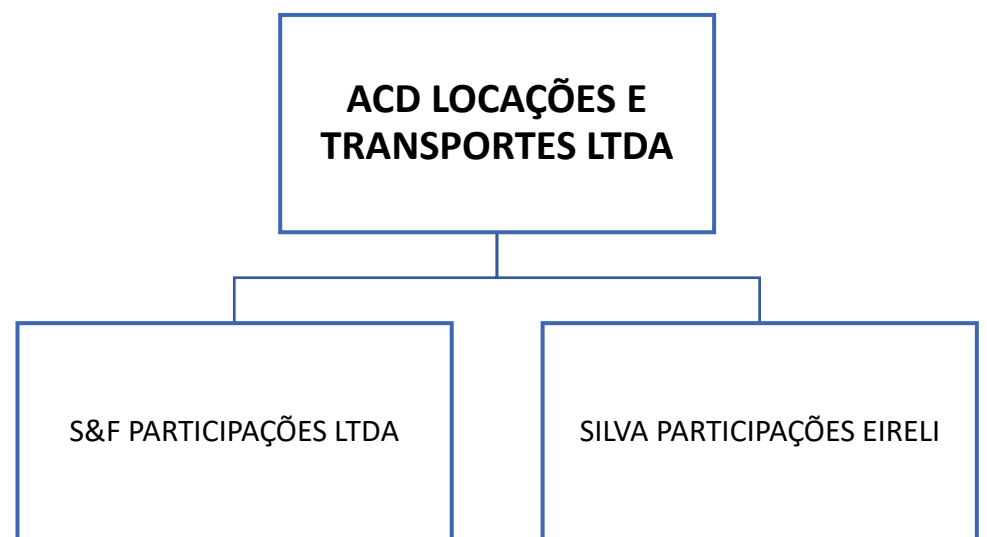 ACD LOCAÇÕES E
TRANSPORTES LTDA
S&F PARTICIPAÇÕES LTDA
SILVA PARTICIPAÇÕES EIRELI